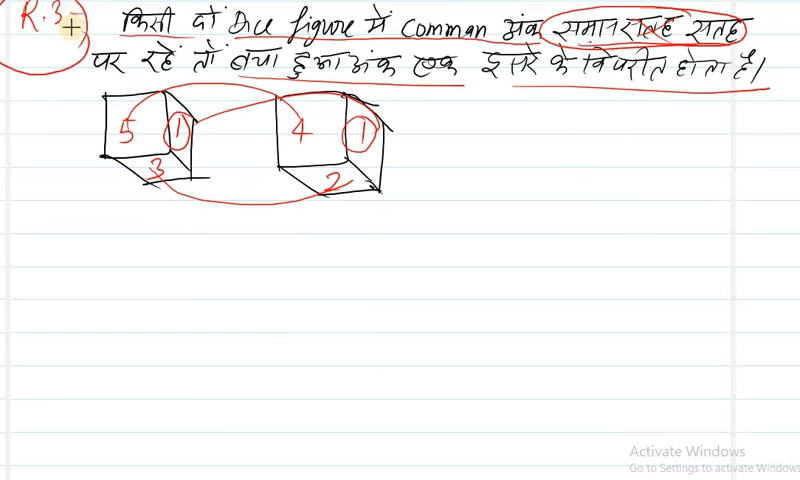 R.3 किसी दो Dice figure में comman अंक समान सतह सतह
पर रहे तो बचा हुआ अंक एक दूसरे के विपरीत होता है।
5 1 4 1
3 2
Activate Windows
Go to Settings to activate Windows